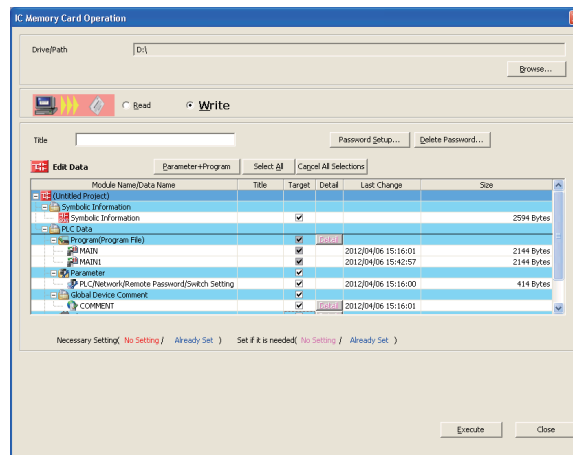 IC Memory Card Operation
Drive/Path D:\
Browse...
Read Write
Title Password Setup... Delete Password...
Edit Data Parameter+Program Select All Cancel All Selections
Module Name/Data Name Title Target Detail Last Change Size
(Untitled Project)
Symbolic Information
Symbolic Information 2594 Bytes
PLC Data
Program(Program File) Detail
MAIN 2012/04/06 15:16:01 2144 Bytes
MAIN1 2012/04/06 15:42:57 2144 Bytes
Parameter
PLC/Network/Remote Password/Switch Setting 2012/04/06 15:16:00 414 Bytes
Global Device Comment
COMMENT Detail 2012/04/06 15:16:01
Necessary Setting( No Setting / Already Set ) Set if it is needed( No Setting / Already Set )
Execute Close